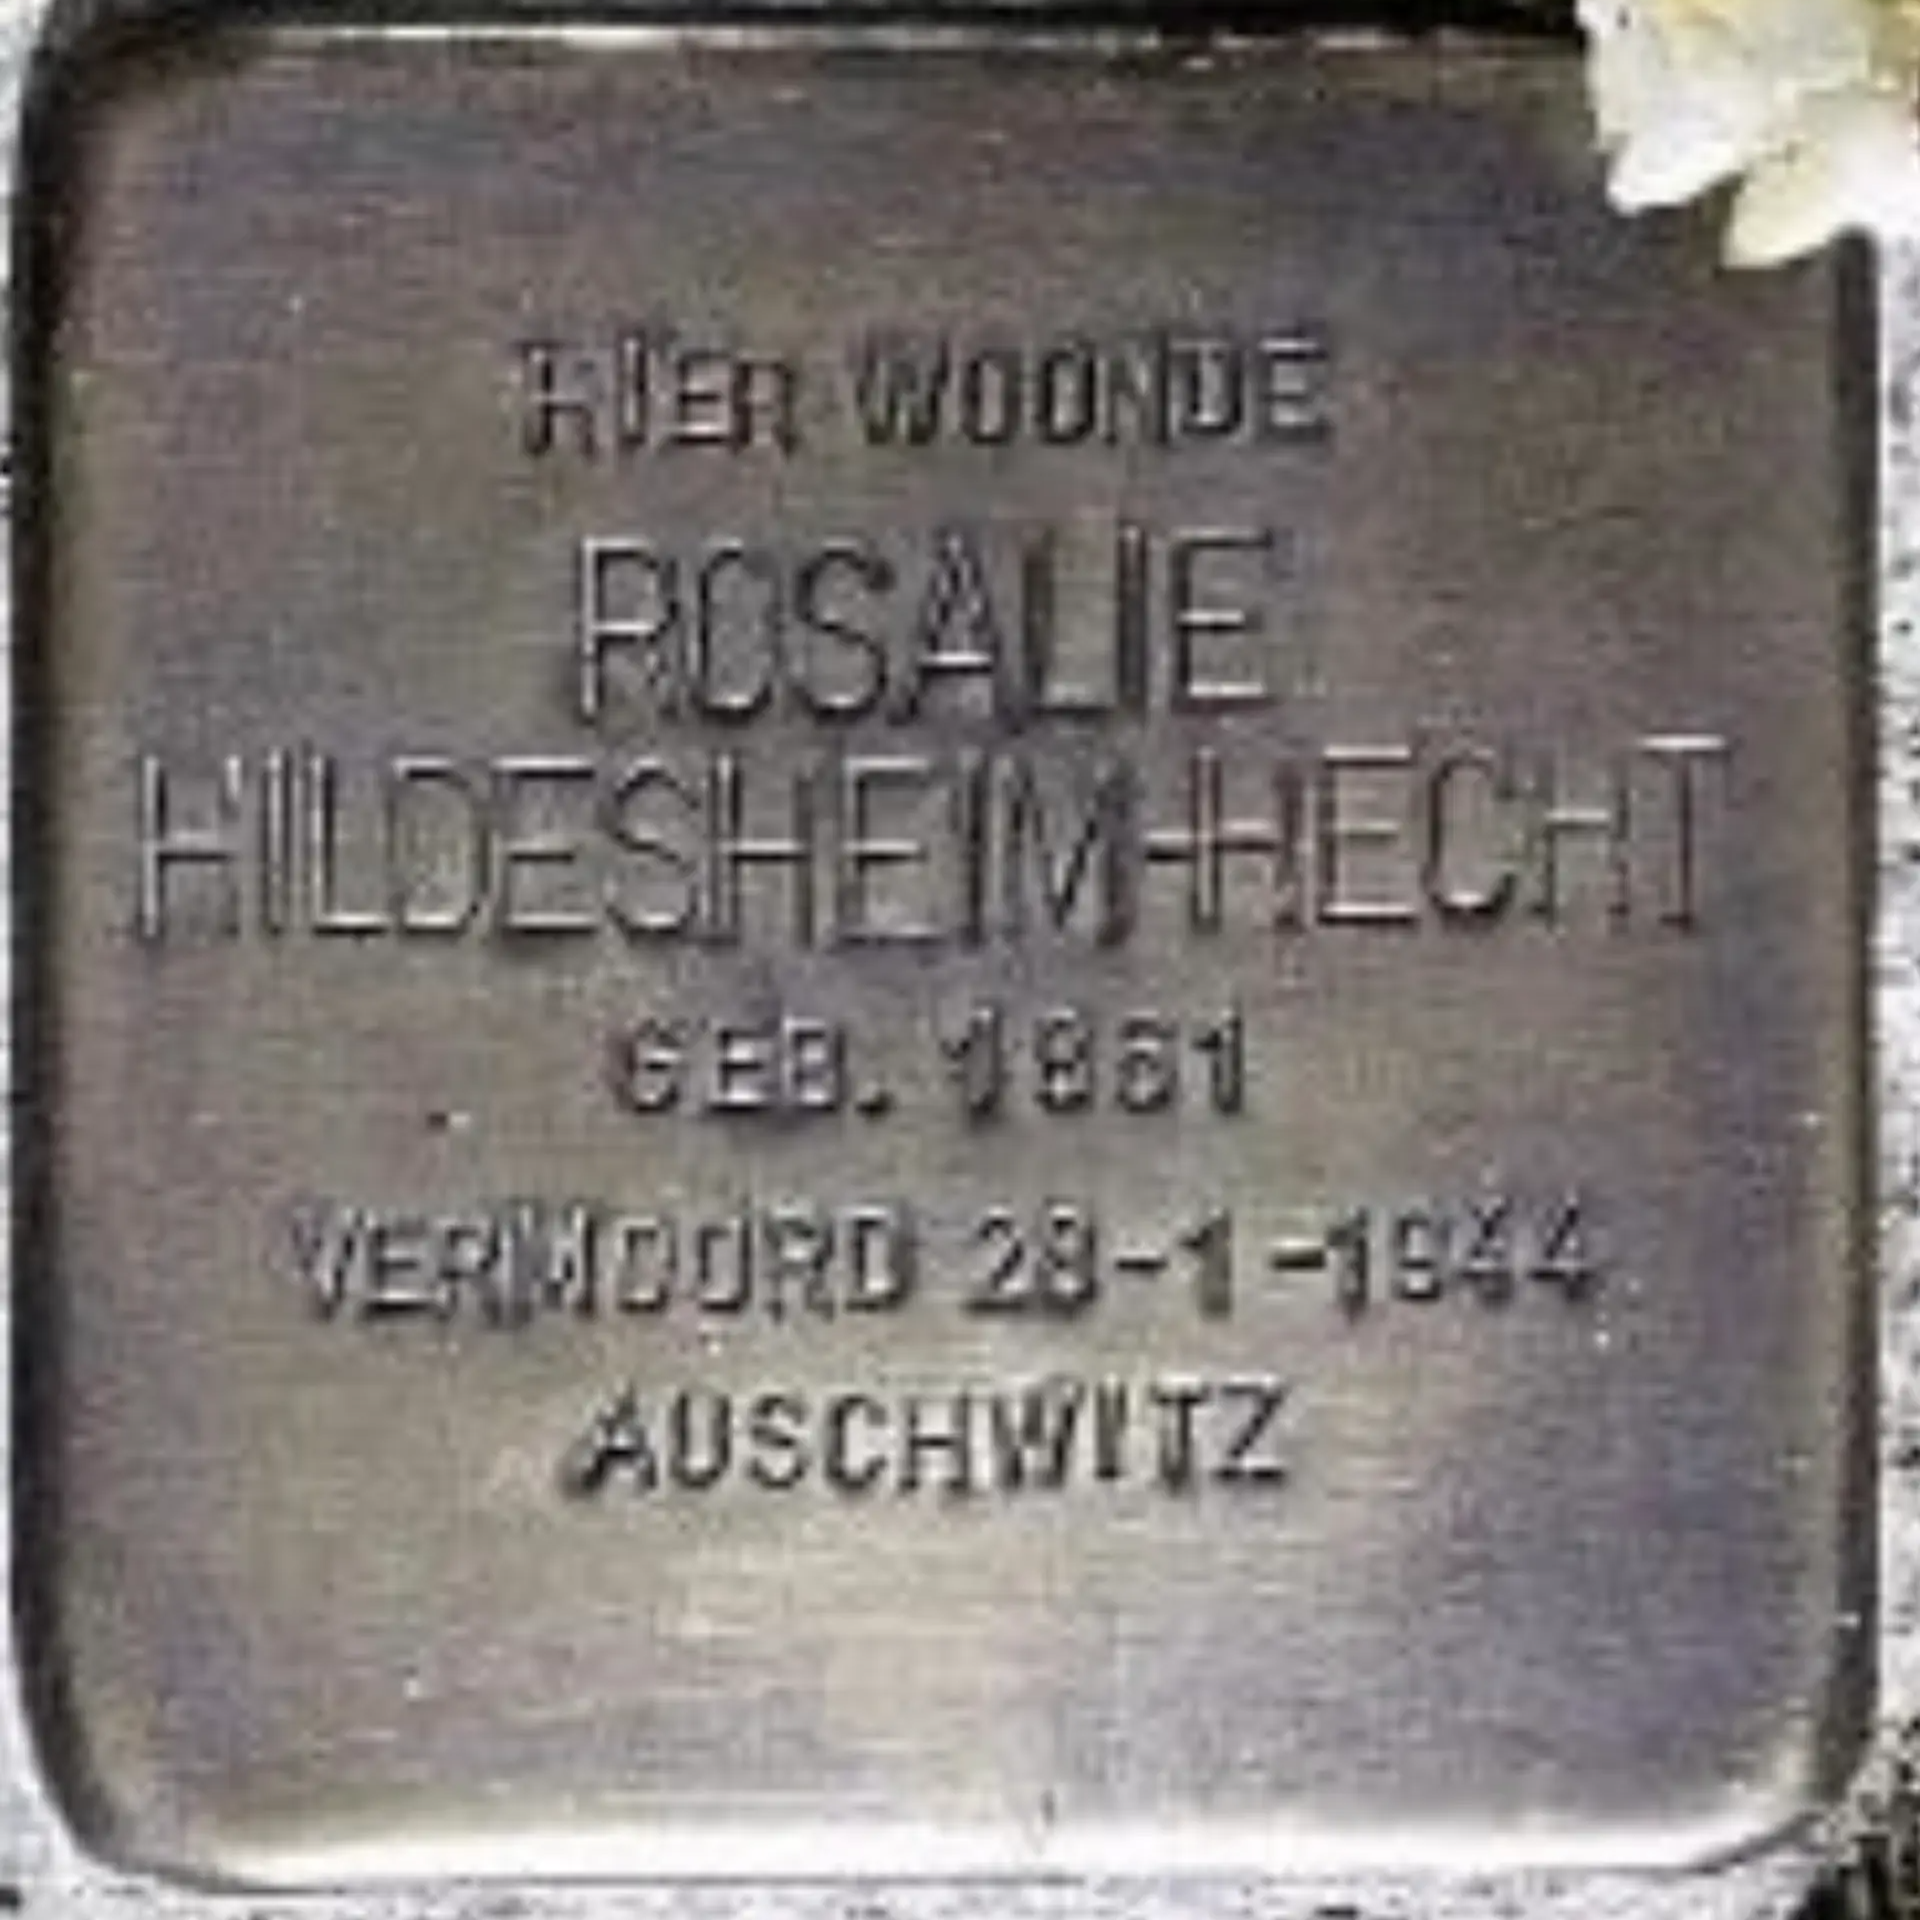 HIER WOONDE
ROSALIE
HILDESHEIM-HECHT
GEB. 1861
VERMOORD 28-1-1944
AUSCHWITZ